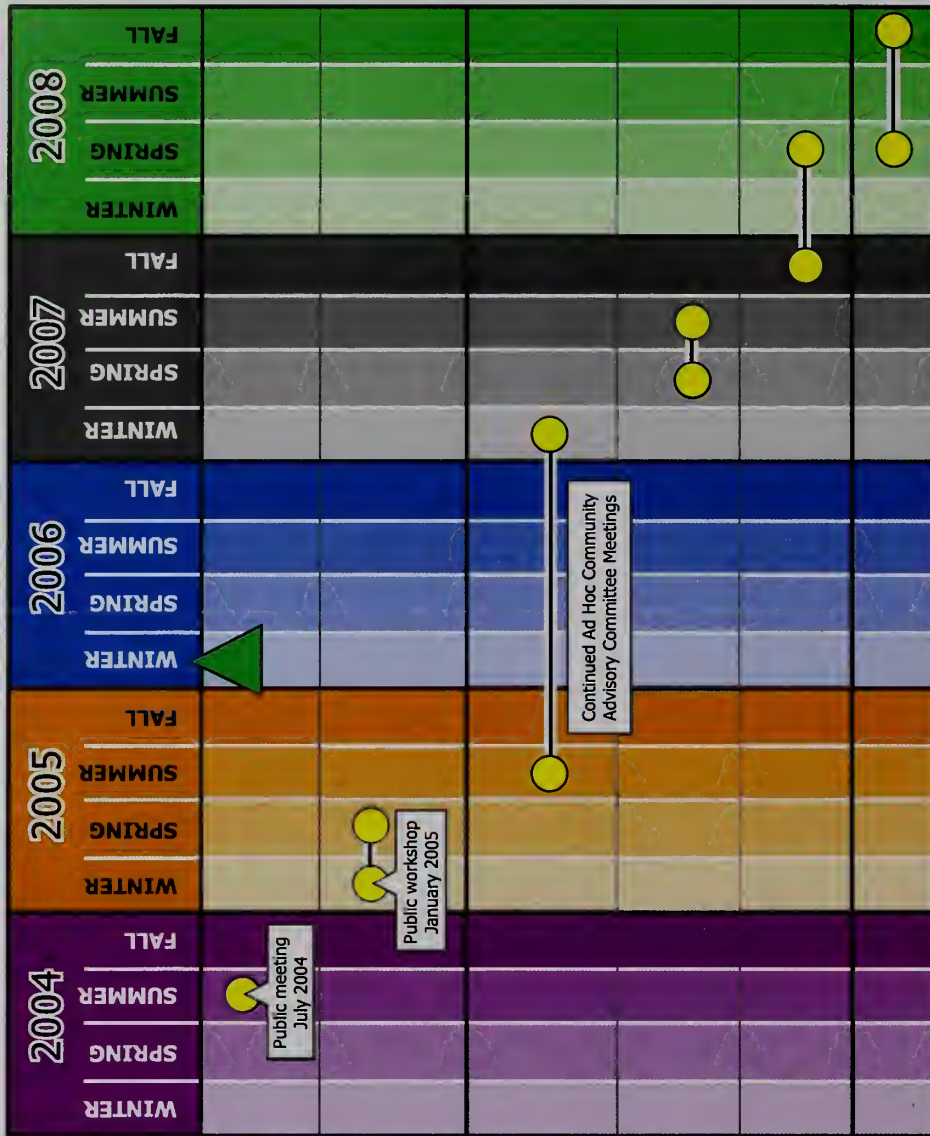 2004
WINTER
SPRING
SUMMER
FALL
2005
WINTER
SPRING
SUMMER
FALL
2006
WINTER
SPRING
SUMMER
FALL
2007
WINTER
SPRING
SUMMER
FALL
2008
WINTER
SPRING
SUMMER
FALL
Public meeting
July 2004
Public workshop
January 2005
Continued Ad Hoc Community
Advisory Committee Meetings